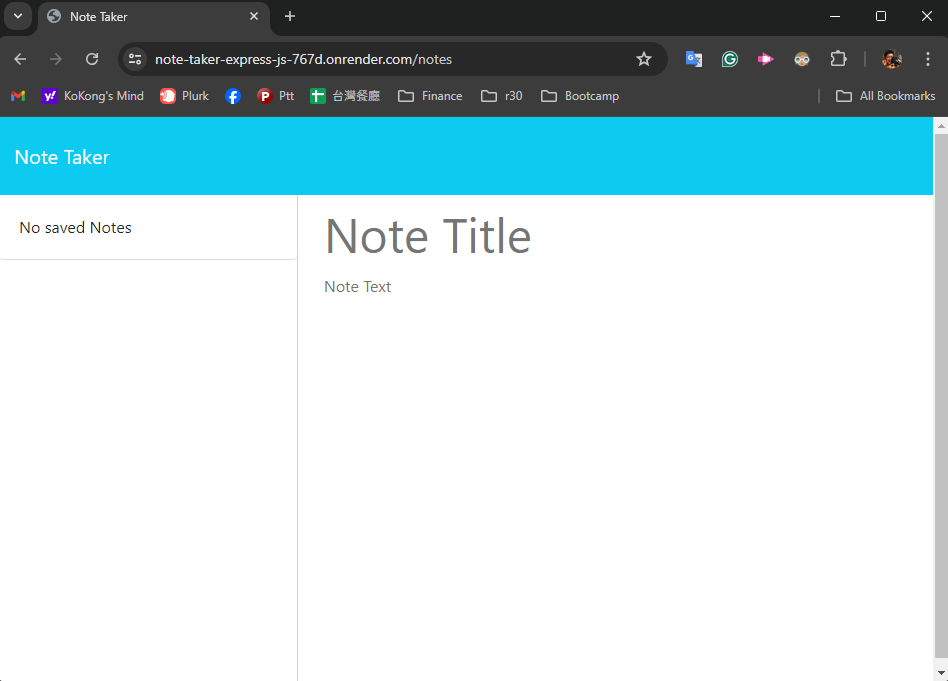 Note Taker
note-taker-express-js-767d.onrender.com/notes
KoKong's Mind Plurk Ptt 台灣餐廳 Finance r30 Bootcamp All Bookmarks
Note Taker
No saved Notes
Note Title
Note Text